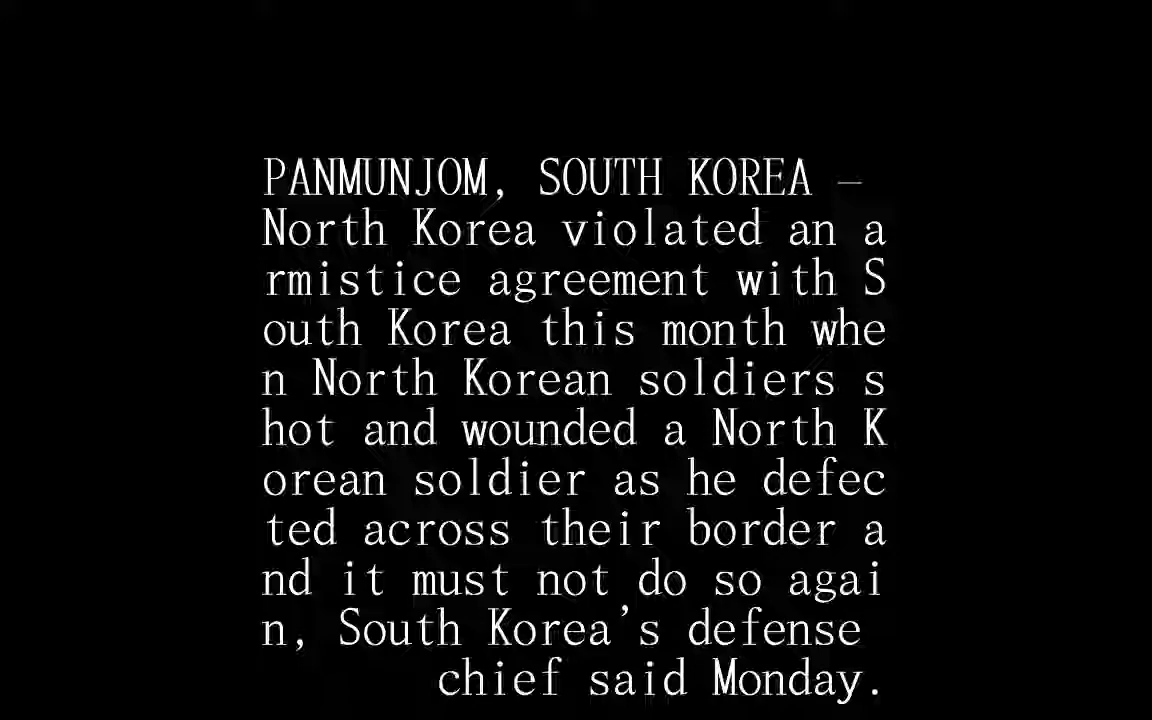 PANMUNJOM, SOUTH KOREA —
North Korea violated an a
rmistice agreement with S
outh Korea this month whe
n North Korean soldiers s
hot and wounded a North K
orean soldier as he defec
ted across their border a
nd it must not do so agai
n, South Korea's defense
chief said Monday.